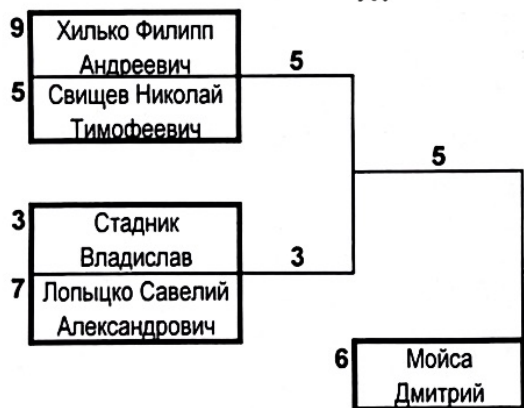 9 Хилько Филипп
Андреевич
5
5 Свищев Николай
Тимофеевич
5
3 Стадник
Владислав
3
7 Лопыцко Савелий
Александрович
6 Мойса
Дмитрий